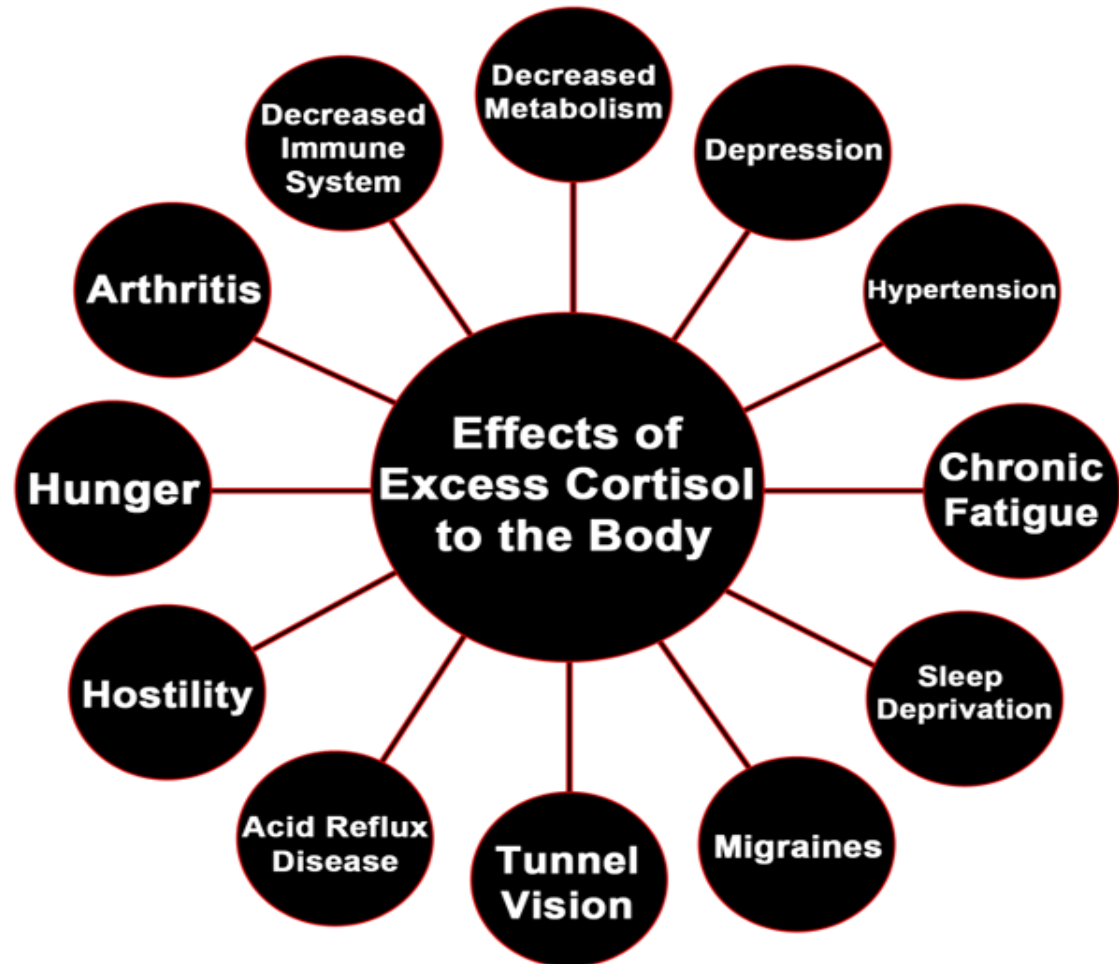 Effects of
Excess Cortisol
to the Body
Decreased
Metabolism
Depression
Hypertension
Chronic
Fatigue
Sleep
Deprivation
Migraines
Tunnel
Vision
Acid Reflux
Disease
Hostility
Hunger
Arthritis
Decreased
Immune
System